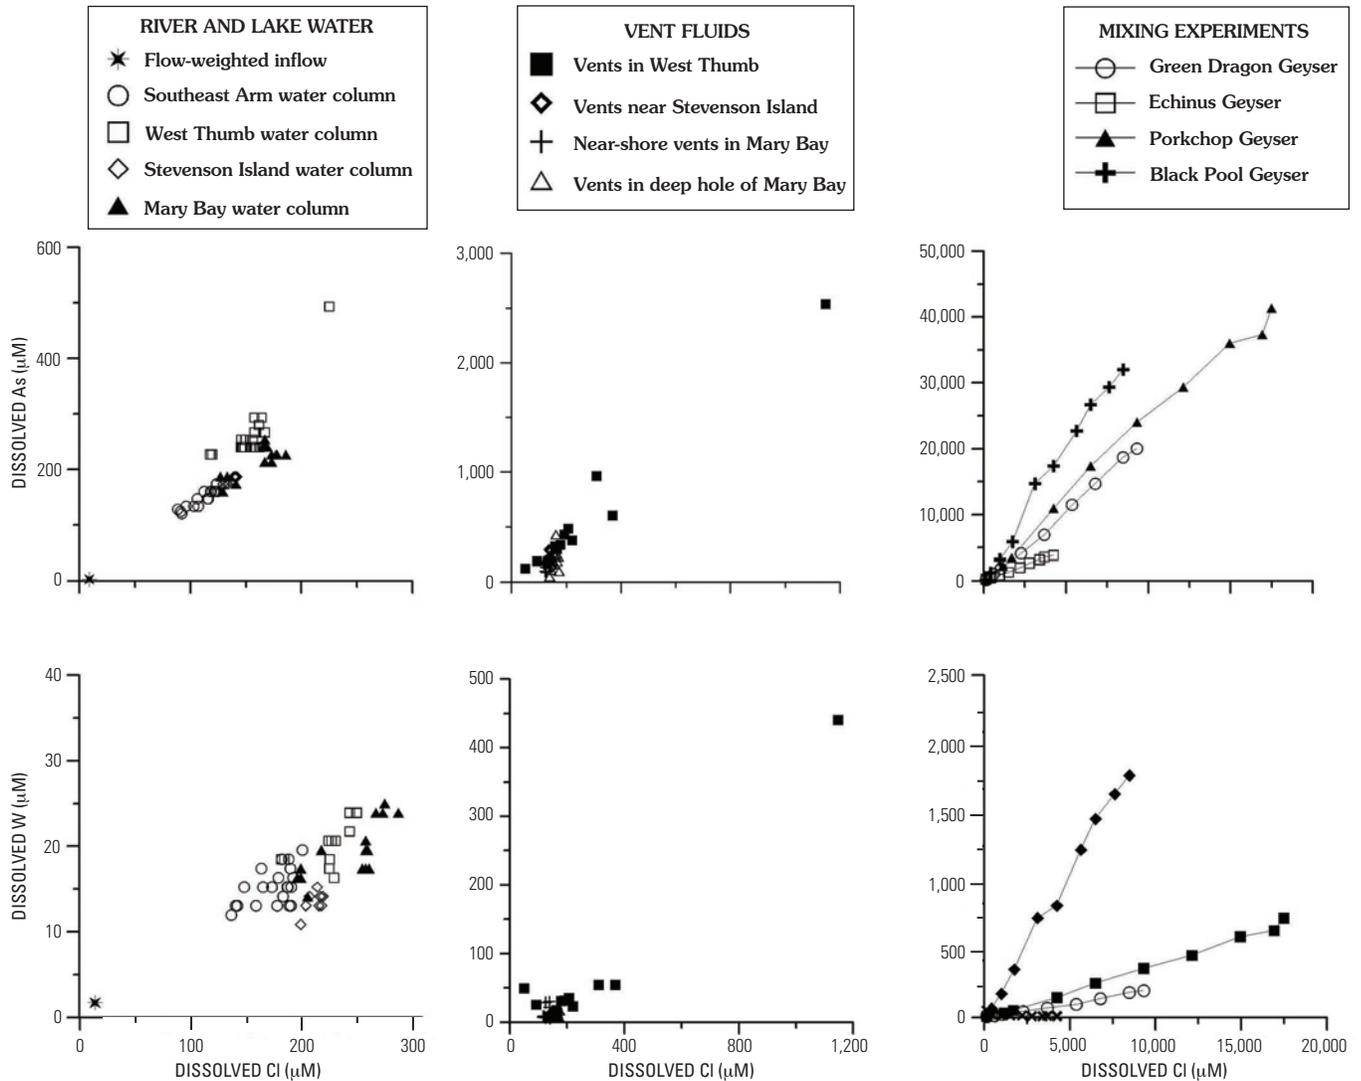 RIVER AND LAKE WATER
Flow-weighted inflow
Southeast Arm water column
West Thumb water column
Stevenson Island water column
Mary Bay water column
VENT FLUIDS
Vents in West Thumb
Vents near Stevenson Island
Near-shore vents in Mary Bay
Vents in deep hole of Mary Bay
MIXING EXPERIMENTS
Green Dragon Geyser
Echinus Geyser
Porkchop Geyser
Black Pool Geyser
DISSOLVED As (µM)
600
400
200
0
3,000
2,000
1,000
0
50,000
40,000
30,000
20,000
10,000
0
DISSOLVED W (µM)
40
30
20
10
0
0
100
200
300
DISSOLVED Cl (µM)
500
400
300
200
100
0
0
400
800
1,200
DISSOLVED Cl (µM)
2,500
2,000
1,500
1,000
500
0
0
5,000
10,000
15,000
20,000
DISSOLVED Cl (µM)